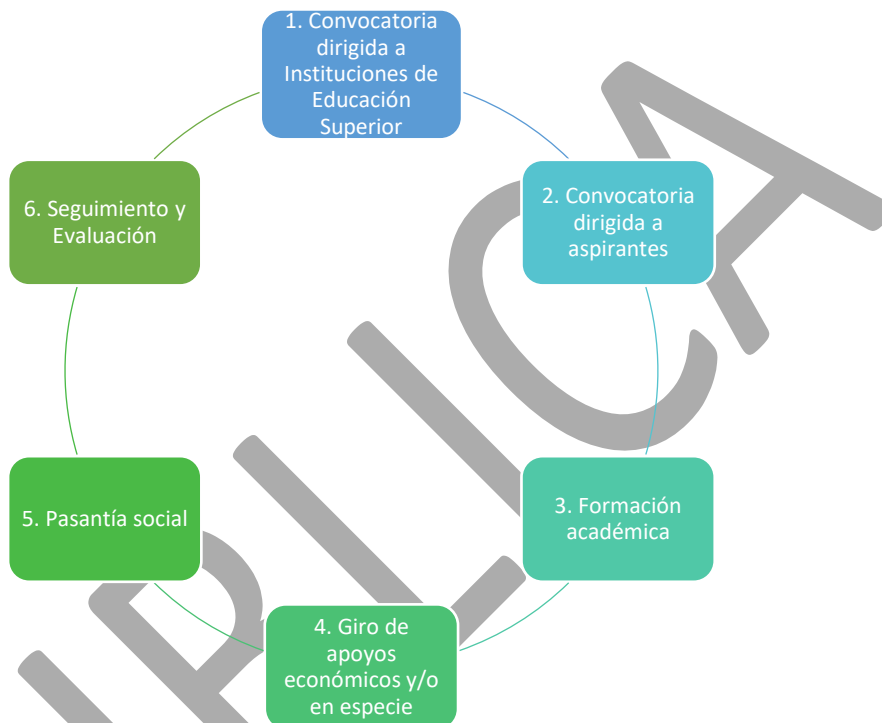 1. Convocatoria
dirigida a
Instituciones de
Educación
Superior
2. Convocatoria
dirigida a
aspirantes
3. Formación
académica
4. Giro de
apoyos
económicos y/o
en especie
5. Pasantía social
6. Seguimiento y
Evaluación